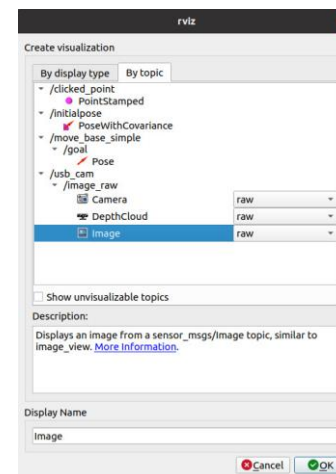 rviz
Create visualization
By display type By topic
/clicked_point
PointStamped
/initialpose
PoseWithCovariance
/move_base_simple
/goal
Pose
/usb_cam
/image_raw
Camera raw
DepthCloud raw
Image raw
Show unvisualizable topics
Description:
Displays an image from a sensor_msgs/Image topic, similar to
image_view. More Information.
Display Name
Image
Cancel OK